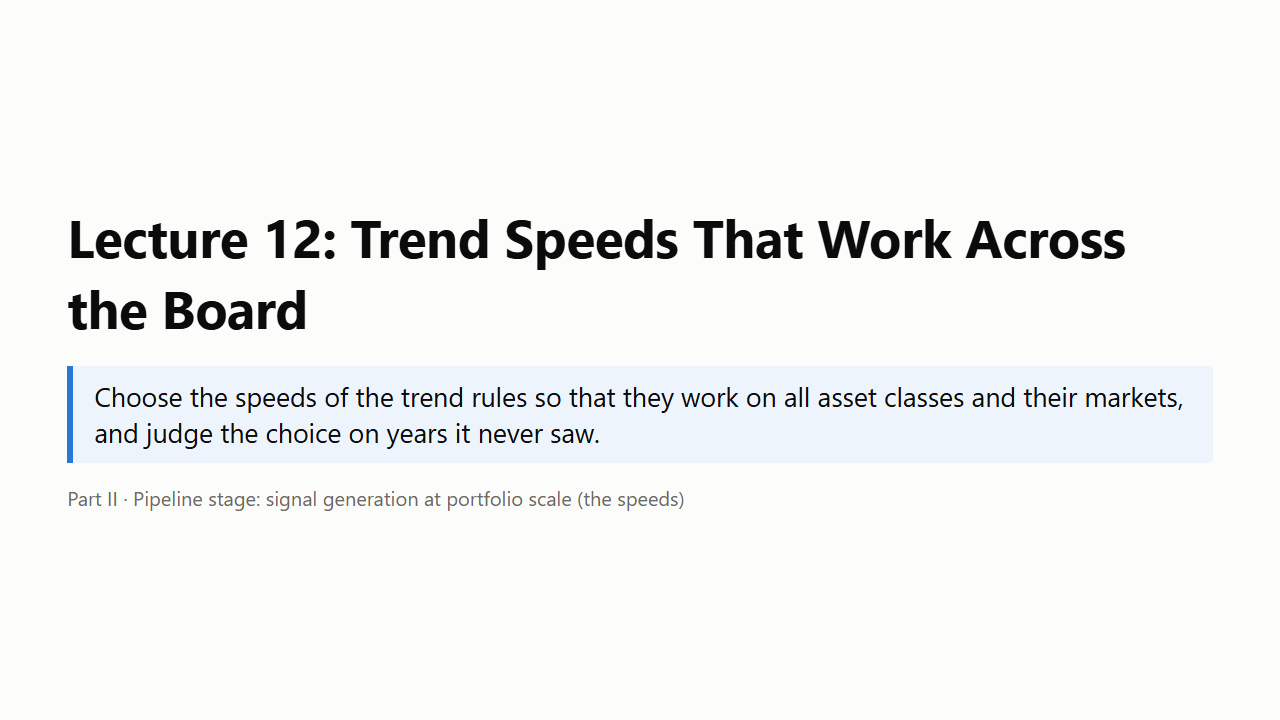 Lecture 12: Trend Speeds That Work Across
the Board
Choose the speeds of the trend rules so that they work on all asset classes and their markets,
and judge the choice on years it never saw.
Part II · Pipeline stage: signal generation at portfolio scale (the speeds)